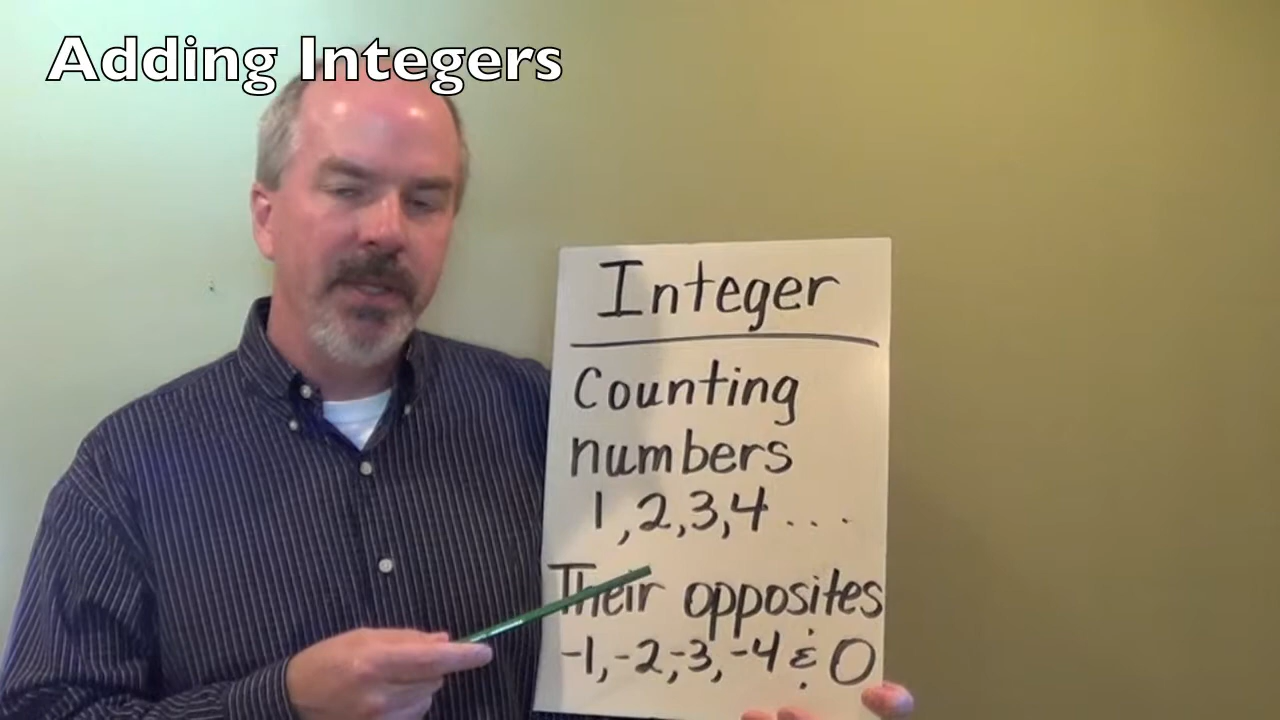 Adding Integers
Integer
Counting
numbers
1, 2, 3, 4 . . .
Their opposites
-1, -2, -3, -4 & 0